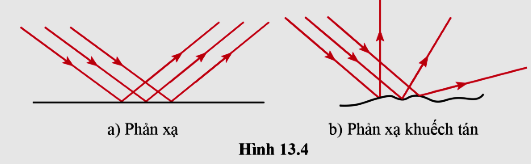 a) Phản xạ
b) Phản xạ khuếch tán
Hình 13.4